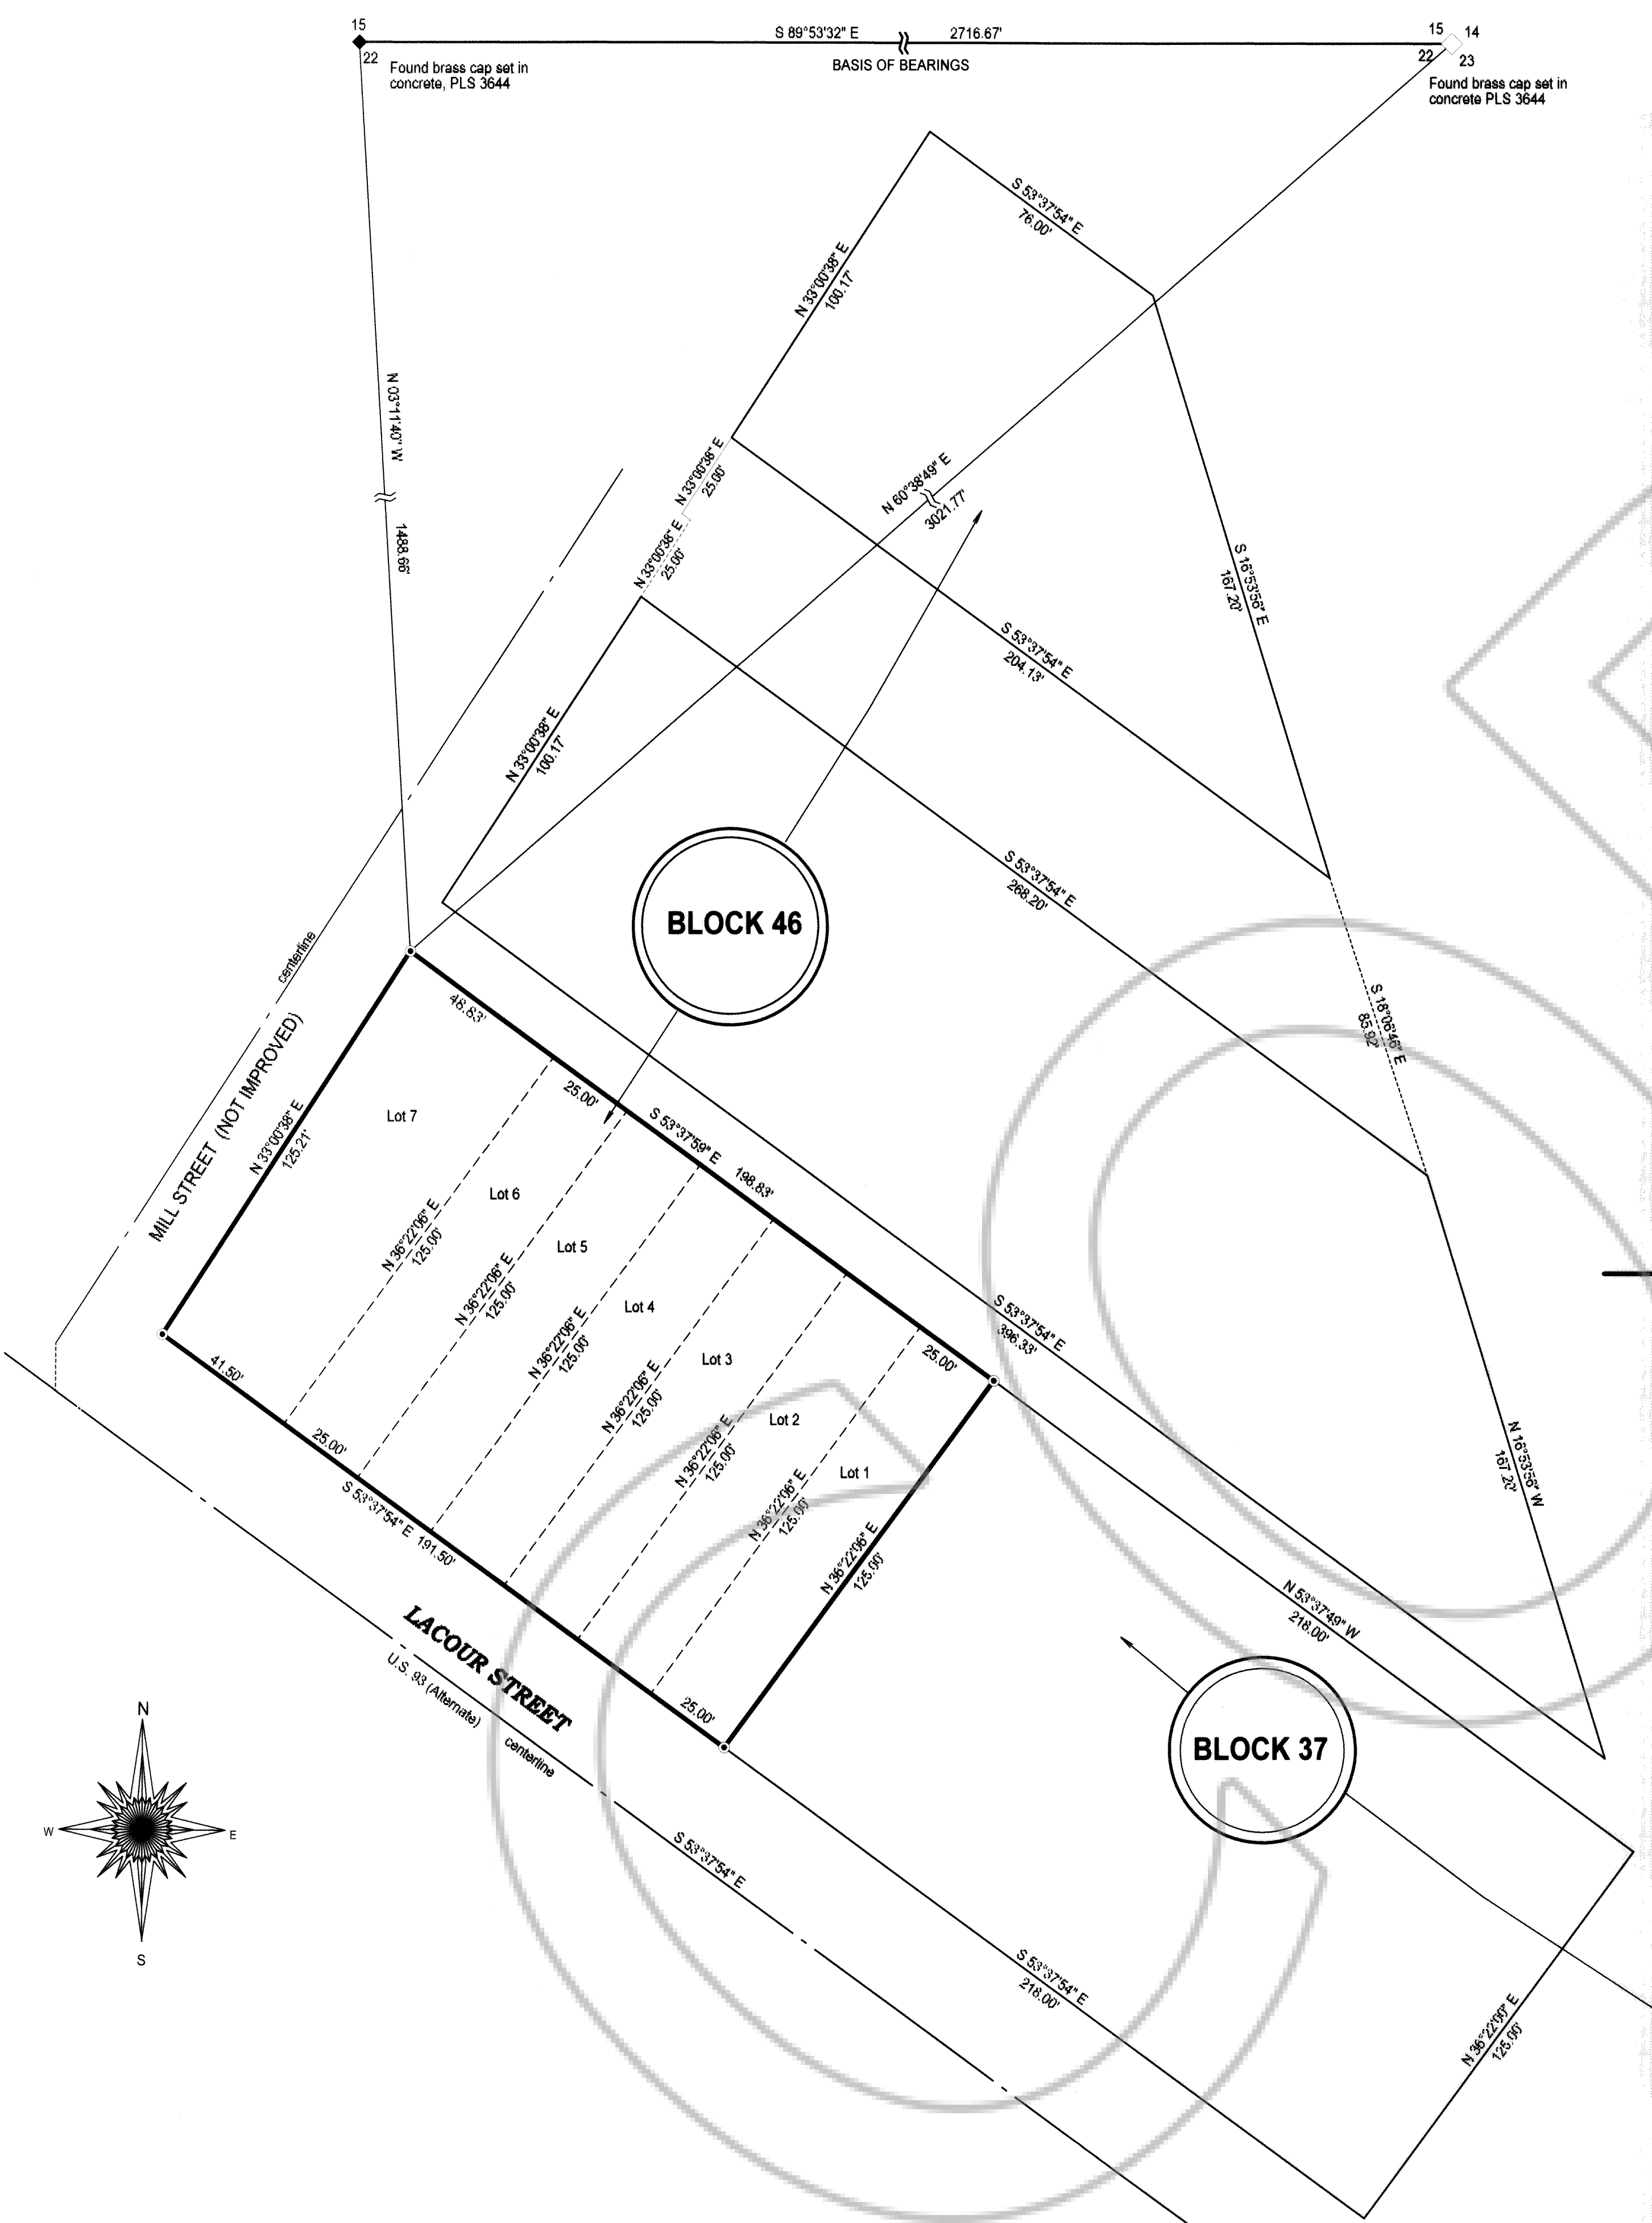 15
S 89°53'32" E 2716.67'
15 14
22
22 23
BASIS OF BEARINGS
Found brass cap set in
concrete, PLS 3644
Found brass cap set in
concrete PLS 3644
S 53°37'54" E
76.00'
N 33°00'38" E
100.17'
N 03°11'40" W
1488.66'
N 33°00'38" E
25.00'
N 33°00'38" E
25.00'
N 60°38'49" E
3021.77'
S 16°53'56" E
167.20'
S 53°37'54" E
204.13'
N 33°00'38" E
100.17'
S 53°37'54" E
268.20'
BLOCK 46
centerline
48.83'
S 18°06'46" E
85.92'
MILL STREET (NOT IMPROVED)
N 33°00'38" E
125.21'
Lot 7
25.00'
S 53°37'59" E 198.83'
Lot 6
N 36°22'06" E
125.00'
Lot 5
N 36°22'06" E
125.00'
Lot 4
N 36°22'06" E
125.00'
Lot 3
N 36°22'06" E
125.00'
25.00'
S 53°37'54" E
396.33'
41.50'
Lot 2
N 36°22'06" E
125.00'
25.00'
Lot 1
N 36°22'06" E
125.00'
N 16°53'56" W
167.20'
S 53°37'54" E 191.50'
N 36°22'06" E
125.00'
LACOUR STREET
U.S. 93 (Alternate)
centerline
25.00'
N 53°37'49" W
218.00'
BLOCK 37
N
W
E
S
S 53°37'54" E
S 53°37'54" E
218.00'
N 36°22'00" E
125.00'